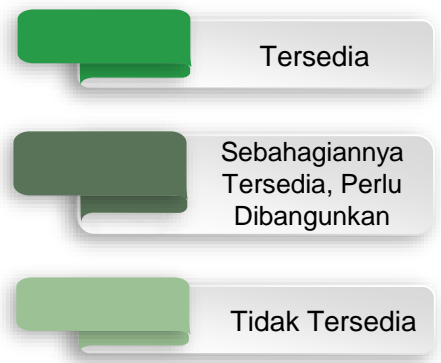 Tersedia
Sebahagiannya
Tersedia, Perlu
Dibangunkan
Tidak Tersedia